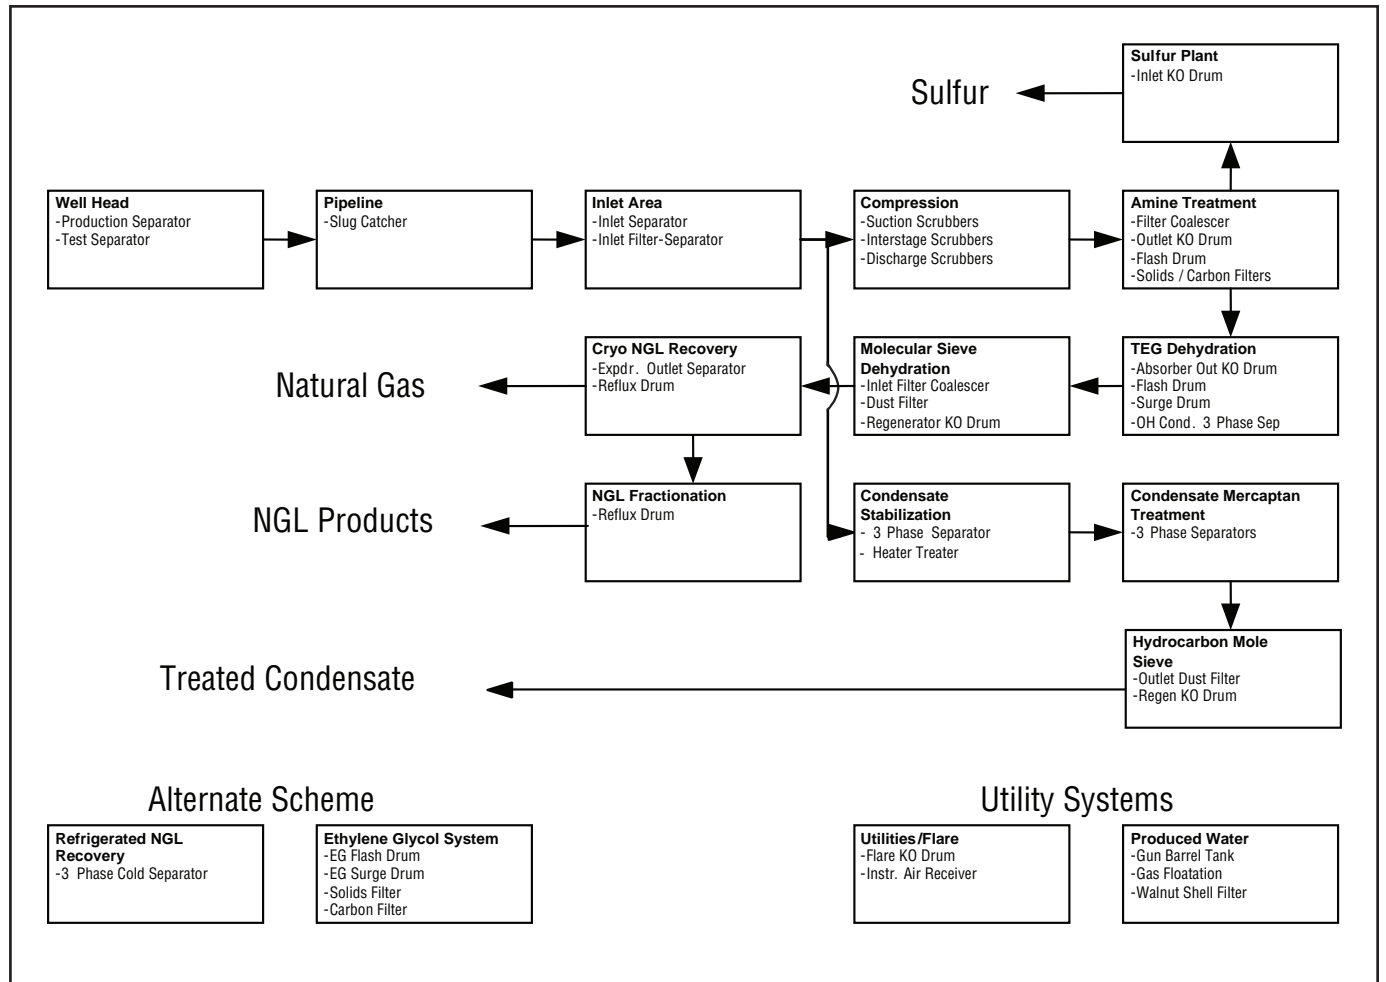 Sulfur Plant
-Inlet KO Drum
Sulfur
Well Head
-Production Separator
-Test Separator
Pipeline
-Slug Catcher
Inlet Area
-Inlet Separator
-Inlet Filter-Separator
Compression
-Suction Scrubbers
-Interstage Scrubbers
-Discharge Scrubbers
Amine Treatment
-Filter Coalescer
-Outlet KO Drum
-Flash Drum
-Solids / Carbon Filters
Natural Gas
Cryo NGL Recovery
-Expdr. Outlet Separator
-Reflux Drum
Molecular Sieve
Dehydration
-Inlet Filter Coalescer
-Dust Filter
-Regenerator KO Drum
TEG Dehydration
-Absorber Out KO Drum
-Flash Drum
-Surge Drum
-OH Cond. 3 Phase Sep
NGL Products
NGL Fractionation
-Reflux Drum
Condensate
Stabilization
- 3 Phase Separator
- Heater Treater
Condensate Mercaptan
Treatment
-3 Phase Separators
Treated Condensate
Hydrocarbon Mole
Sieve
-Outlet Dust Filter
-Regen KO Drum
Alternate Scheme
Refrigerated NGL
Recovery
-3 Phase Cold Separator
Ethylene Glycol System
-EG Flash Drum
-EG Surge Drum
-Solids Filter
-Carbon Filter
Utility Systems
Utilities/Flare
-Flare KO Drum
-Instr. Air Receiver
Produced Water
-Gun Barrel Tank
-Gas Floatation
-Walnut Shell Filter